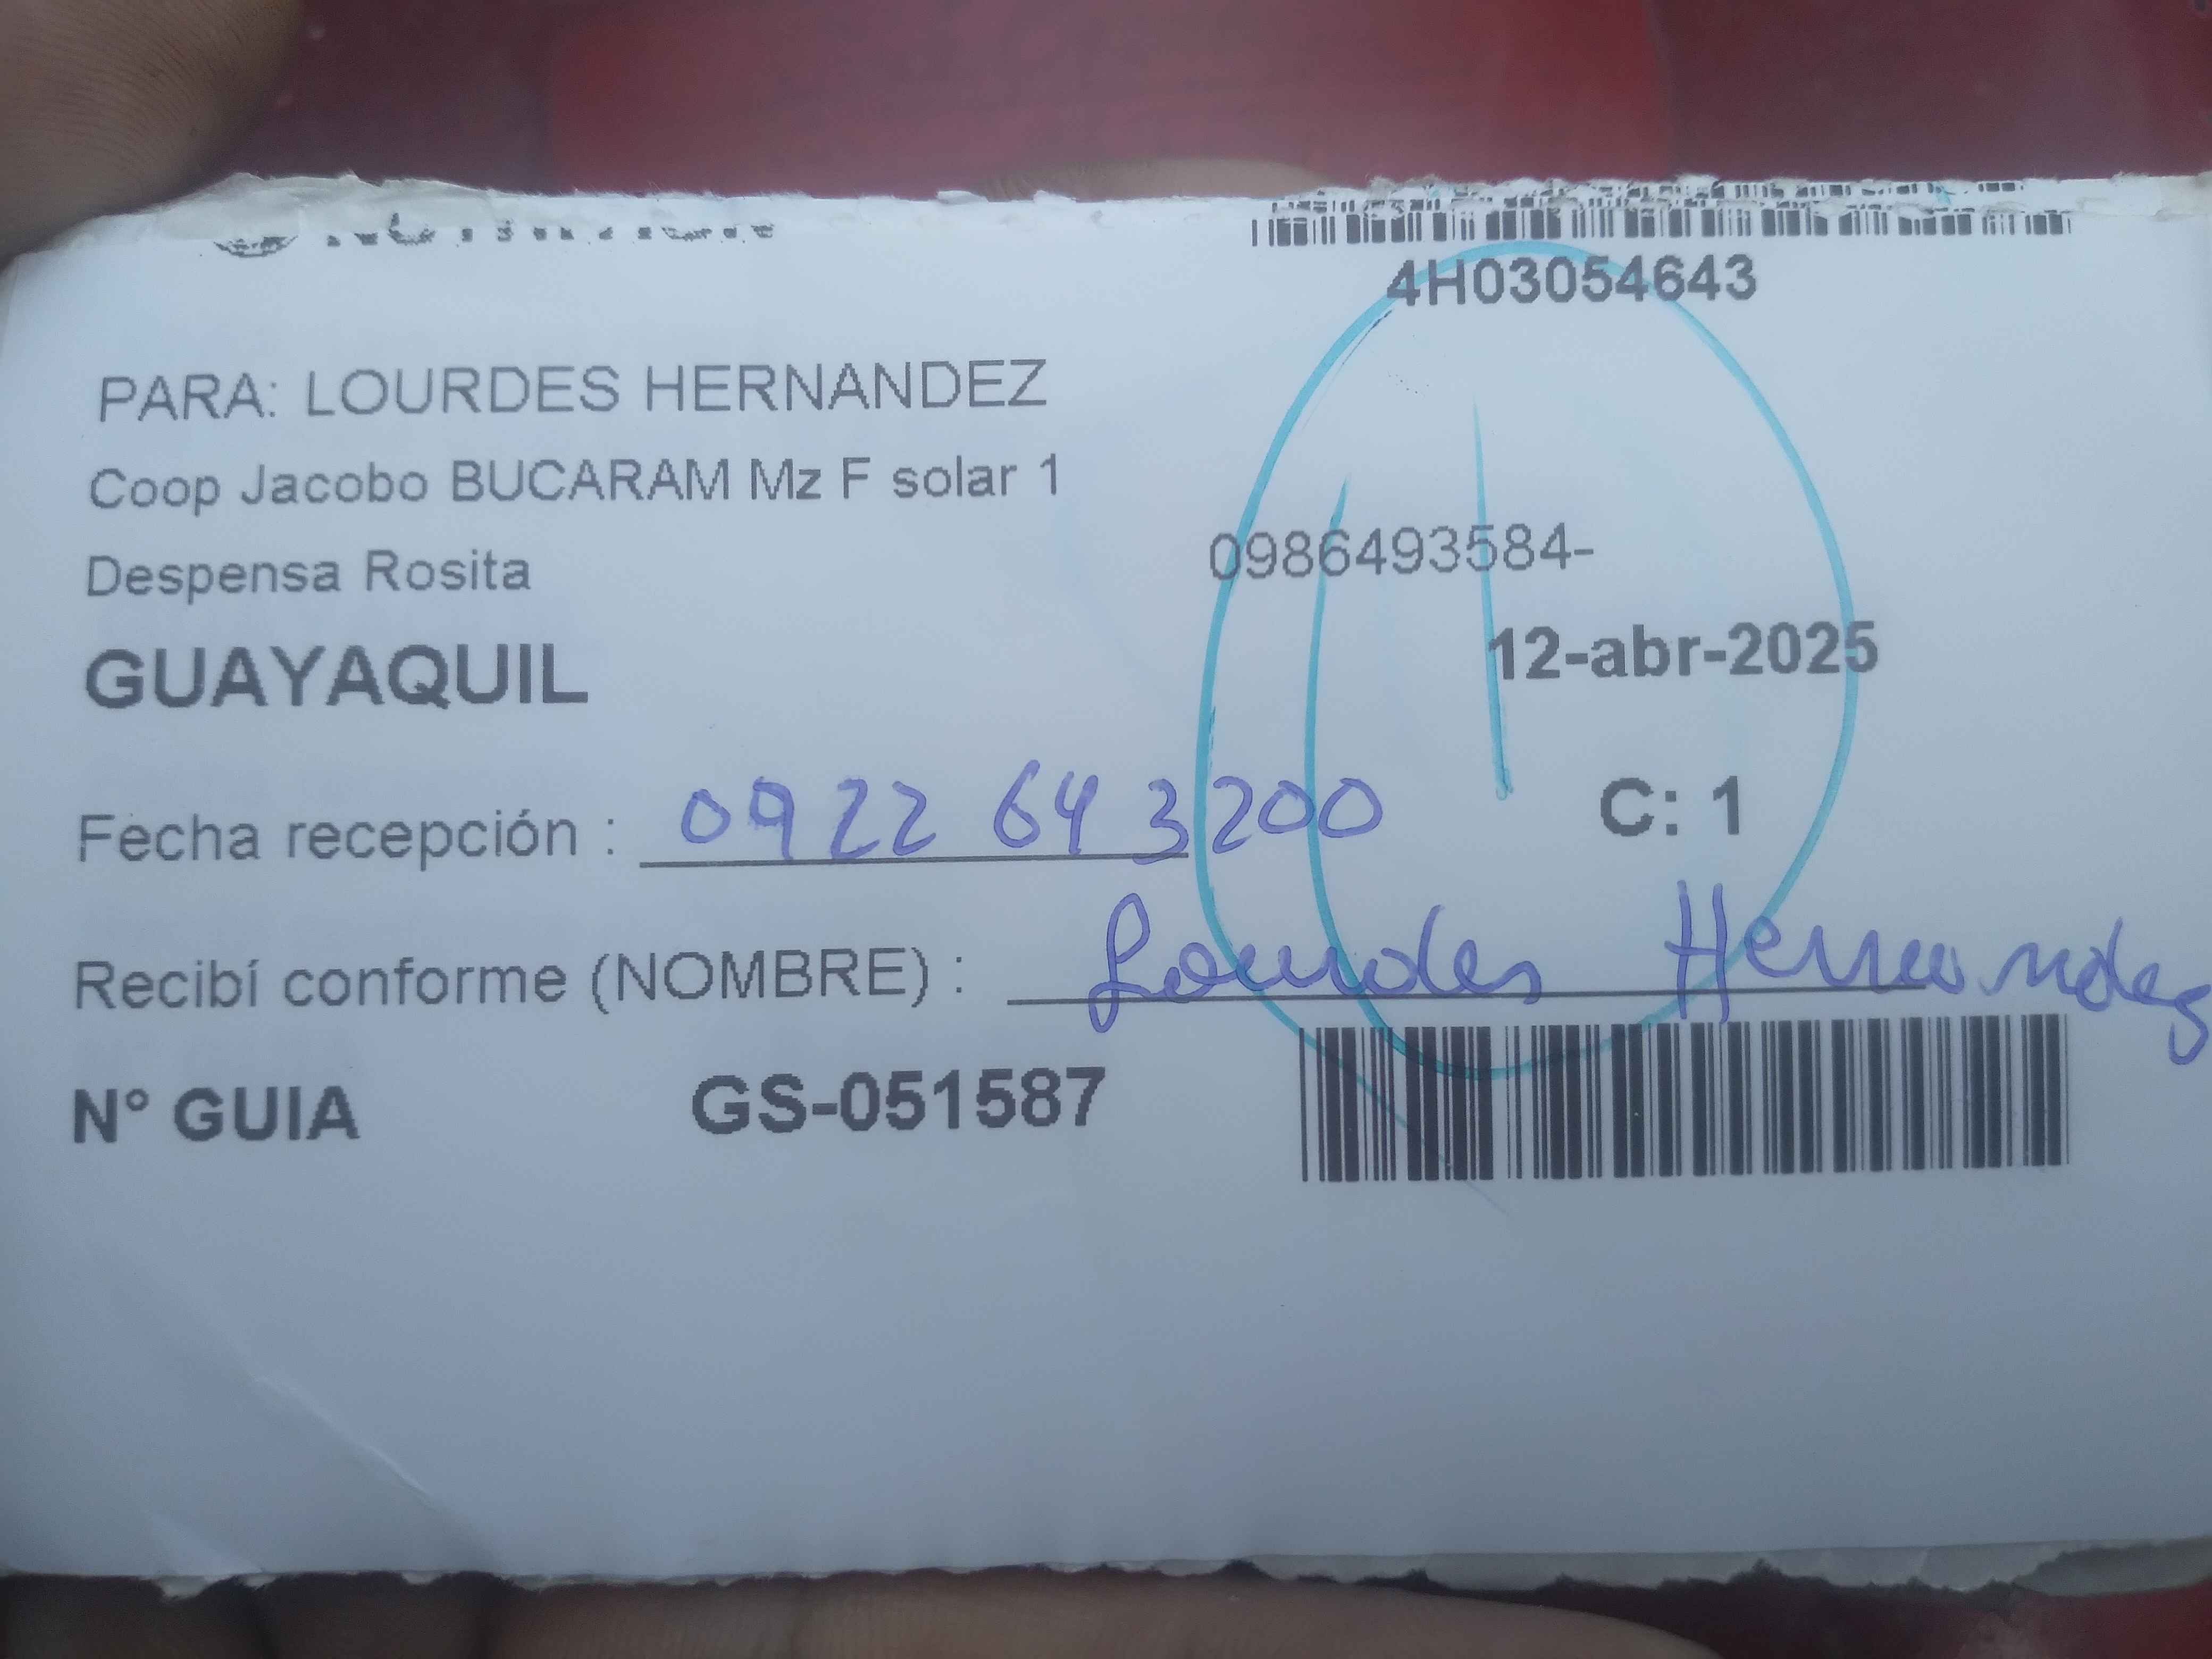 4H03054643
PARA: LOURDES HERNANDEZ
Coop Jacobo BUCARAM Mz F solar 1
Despensa Rosita
0986493584-
GUAYAQUIL
12-abr-2025
Fecha recepción : 0922643200
C: 1
Recibí conforme (NOMBRE) : Lourdes Hernandez
N° GUIA GS-051587